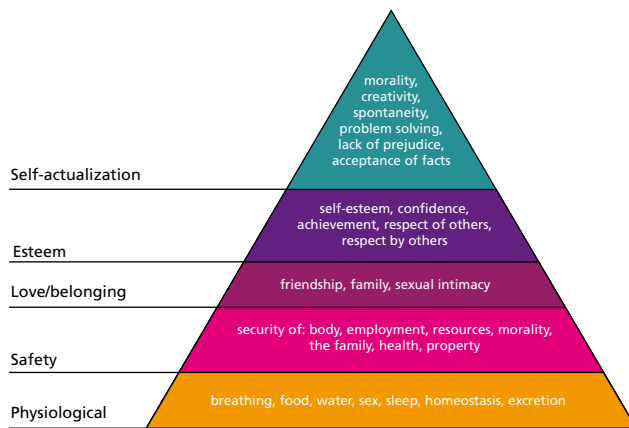 morality,
creativity,
spontaneity,
problem solving,
lack of prejudice,
acceptance of facts
Self-actualization
self-esteem, confidence,
achievement, respect of others,
respect by others
Esteem
friendship, family, sexual intimacy
Love/belonging
security of: body, employment, resources, morality,
the family, health, property
Safety
breathing, food, water, sex, sleep, homeostasis, excretion
Physiological